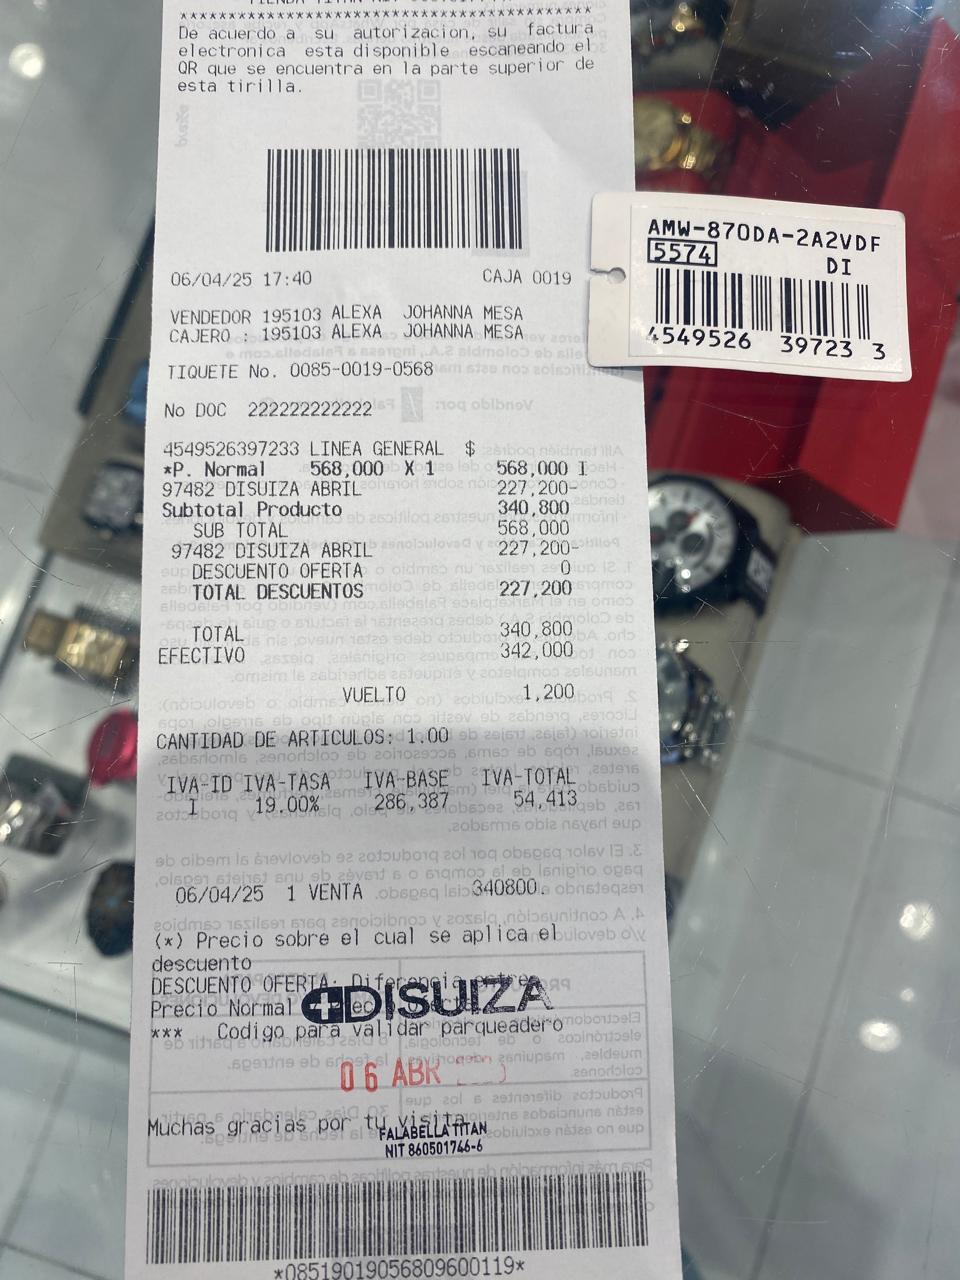 *****************************************
De acuerdo a su autorizacion, su factura
electronica esta disponible escaneando el
QR que se encuentra en la parte superior de
esta tirilla.
06/04/25 17:40 CAJA 0019
VENDEDOR 195103 ALEXA JOHANNA MESA
CAJERO : 195103 ALEXA JOHANNA MESA
TIQUETE No. 0085-0019-0568
No DOC 222222222222
4549526397233 LINEA GENERAL $
*P. Normal 568,000 X 1 568,000 I
97482 DISUIZA ABRIL 227,200-
Subtotal Producto 340,800
SUB TOTAL 568,000
97482 DISUIZA ABRIL 227,200-
DESCUENTO OFERTA 0
TOTAL DESCUENTOS 227,200
TOTAL 340,800
EFECTIVO 342,000
VUELTO 1,200
CANTIDAD DE ARTICULOS: 1.00
IVA-ID IVA-TASA IVA-BASE IVA-TOTAL
I 19.00% 286,387 54,413
06/04/25 1 VENTA 340800.
(*) Precio sobre el cual se aplica el
descuento
DESCUENTO OFERTA: Diferencia entre
Precio Normal
DISUIZA
*** Codigo para validar parqueadero
06 ABR
Muchas gracias por tu visita
FALABELLA TITAN
NIT 860501746-6
*08519019056809600119*
AMW-870DA-2A2VDF
5574
DI
4549526 39723 3